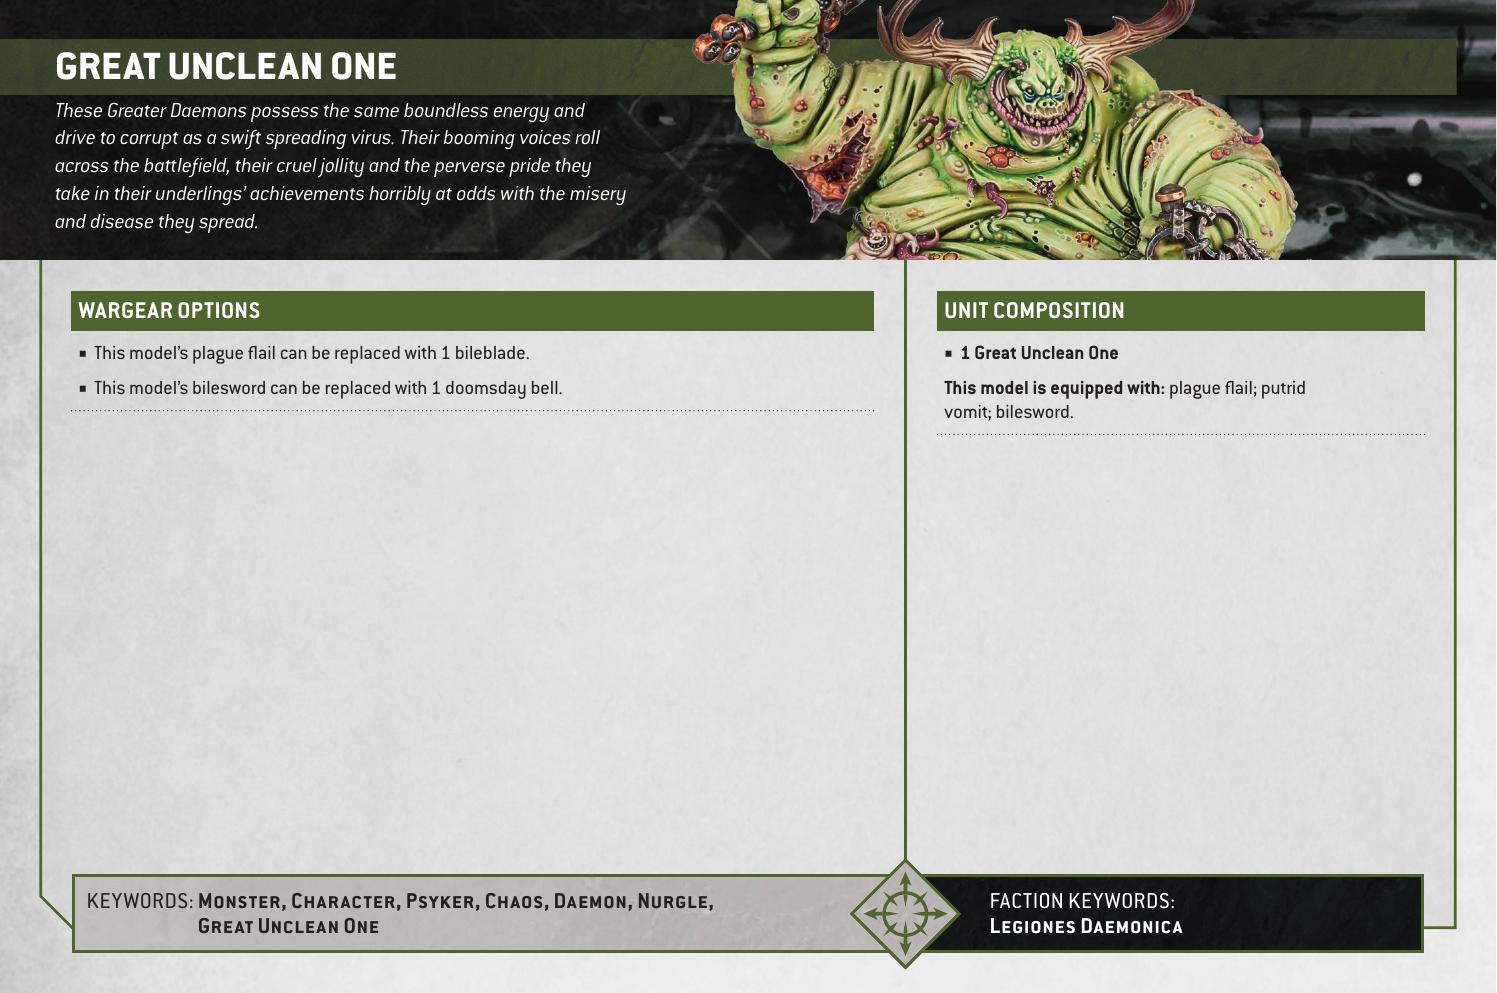 GREAT UNCLEAN ONE
These Greater Daemons possess the same boundless energy and
drive to corrupt as a swift spreading virus. Their booming voices roll
across the battlefield, their cruel jollity and the perverse pride they
take in their underlings’ achievements horribly at odds with the misery
and disease they spread.
WARGEAR OPTIONS
■ This model’s plague flail can be replaced with 1 bileblade.
■ This model’s bilesword can be replaced with 1 doomsday bell.
UNIT COMPOSITION
■ 1 Great Unclean One
This model is equipped with: plague flail; putrid
vomit; bilesword.
KEYWORDS: Monster, Character, Psyker, Chaos, Daemon, Nurgle,
Great Unclean One
FACTION KEYWORDS:
Legiones Daemonica